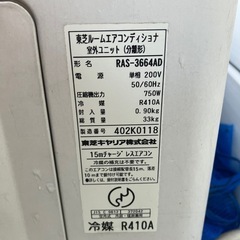 東芝ルームエアコンディショナ
室外ユニット(分離形)
形名 RAS-3664AD
電源 単相 200V
50/60Hz
圧縮機出力 750W
冷媒 R410A
封入量 0.90kg
質量 33kg
製造番号 402K0118
東芝キヤリア株式会社
15mチャージレスエアコン
冷媒 R410A